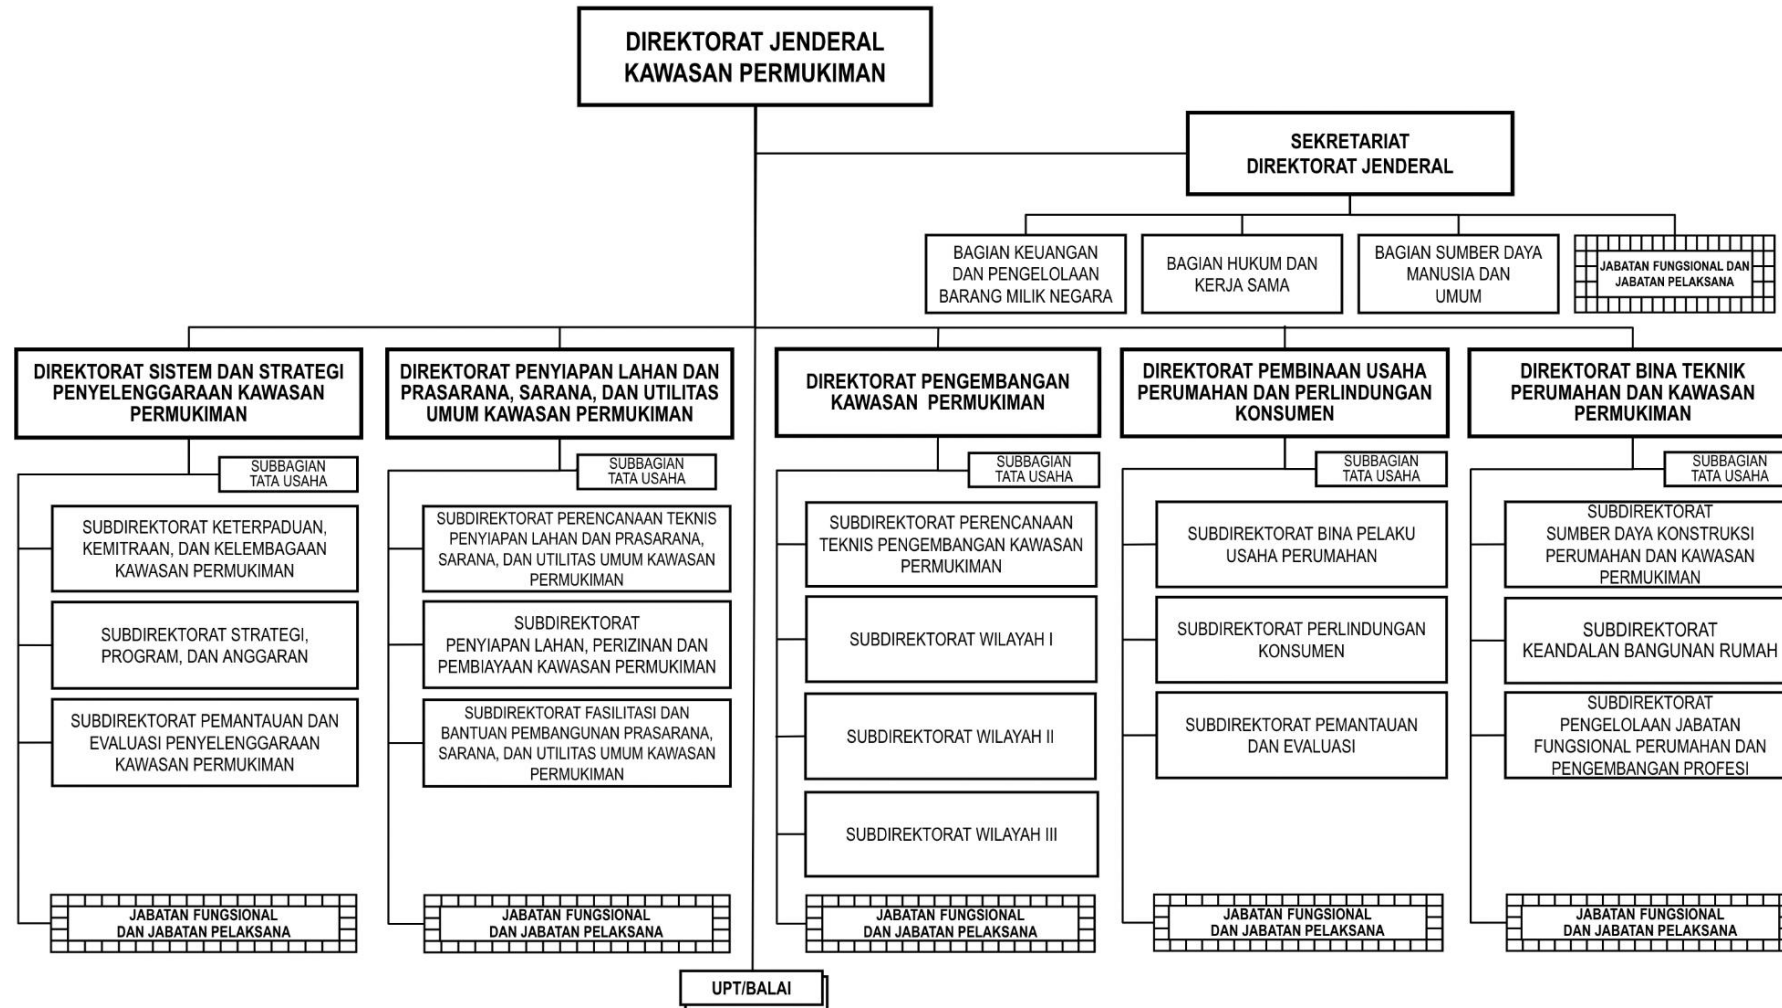 DIREKTORAT JENDERAL
KAWASAN PERMUKIMAN
SEKRETARIAT
DIREKTORAT JENDERAL
BAGIAN KEUANGAN
DAN PENGELOLAAN
BARANG MILIK NEGARA
BAGIAN HUKUM DAN
KERJA SAMA
BAGIAN SUMBER DAYA
MANUSIA DAN
UMUM
JABATAN FUNGSIONAL DAN
JABATAN PELAKSANA
DIREKTORAT SISTEM DAN STRATEGI
PENYELENGGARAAN KAWASAN
PERMUKIMAN
SUBBAGIAN
TATA USAHA
SUBDIREKTORAT KETERPADUAN,
KEMITRAAN, DAN KELEMBAGAAN
KAWASAN PERMUKIMAN
SUBDIREKTORAT STRATEGI,
PROGRAM, DAN ANGGARAN
SUBDIREKTORAT PEMANTAUAN DAN
EVALUASI PENYELENGGARAAN
KAWASAN PERMUKIMAN
JABATAN FUNGSIONAL
DAN JABATAN PELAKSANA
DIREKTORAT PENYIAPAN LAHAN DAN
PRASARANA, SARANA, DAN UTILITAS
UMUM KAWASAN PERMUKIMAN
SUBBAGIAN
TATA USAHA
SUBDIREKTORAT PERENCANAAN TEKNIS
PENYIAPAN LAHAN DAN PRASARANA,
SARANA, DAN UTILITAS UMUM KAWASAN
PERMUKIMAN
SUBDIREKTORAT
PENYIAPAN LAHAN, PERIZINAN DAN
PEMBIAYAAN KAWASAN PERMUKIMAN
SUBDIREKTORAT FASILITASI DAN
BANTUAN PEMBANGUNAN PRASARANA,
SARANA, DAN UTILITAS UMUM KAWASAN
PERMUKIMAN
JABATAN FUNGSIONAL
DAN JABATAN PELAKSANA
DIREKTORAT PENGEMBANGAN
KAWASAN PERMUKIMAN
SUBBAGIAN
TATA USAHA
SUBDIREKTORAT PERENCANAAN
TEKNIS PENGEMBANGAN KAWASAN
PERMUKIMAN
SUBDIREKTORAT WILAYAH I
SUBDIREKTORAT WILAYAH II
SUBDIREKTORAT WILAYAH III
JABATAN FUNGSIONAL
DAN JABATAN PELAKSANA
DIREKTORAT PEMBINAAN USAHA
PERUMAHAN DAN PERLINDUNGAN
KONSUMEN
SUBBAGIAN
TATA USAHA
SUBDIREKTORAT BINA PELAKU
USAHA PERUMAHAN
SUBDIREKTORAT PERLINDUNGAN
KONSUMEN
SUBDIREKTORAT PEMANTAUAN
DAN EVALUASI
JABATAN FUNGSIONAL
DAN JABATAN PELAKSANA
DIREKTORAT BINA TEKNIK
PERUMAHAN DAN KAWASAN
PERMUKIMAN
SUBBAGIAN
TATA USAHA
SUBDIREKTORAT
SUMBER DAYA KONSTRUKSI
PERUMAHAN DAN KAWASAN
PERMUKIMAN
SUBDIREKTORAT
KEANDALAN BANGUNAN RUMAH
SUBDIREKTORAT
PENGELOLAAN JABATAN
FUNGSIONAL PERUMAHAN DAN
PENGEMBANGAN PROFESI
JABATAN FUNGSIONAL
DAN JABATAN PELAKSANA
UPT/BALAI